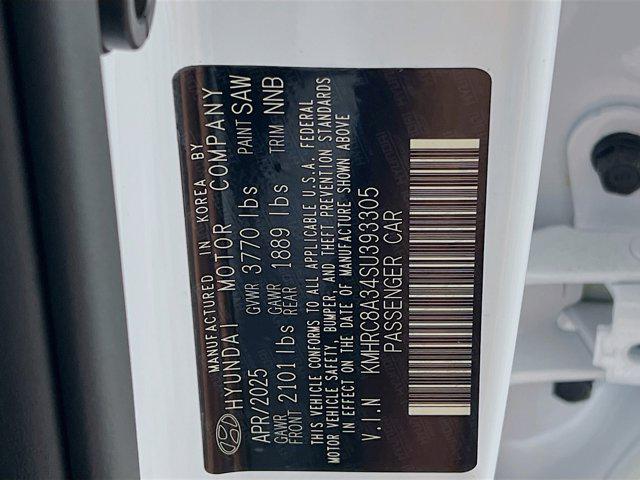 MANUFACTURED IN KOREA BY
HYUNDAI MOTOR COMPANY
APR/2025 GVWR 3770 lbs PAINT SAW
GAWR FRONT 2101 lbs GAWR REAR 1889 lbs TRIM NNB
THIS VEHICLE CONFORMS TO ALL APPLICABLE U.S.A. FEDERAL
MOTOR VEHICLE SAFETY, BUMPER, AND THEFT PREVENTION STANDARDS
IN EFFECT ON THE DATE OF MANUFACTURE SHOWN ABOVE
V.I.N KMHRC8A34SU393305
PASSENGER CAR